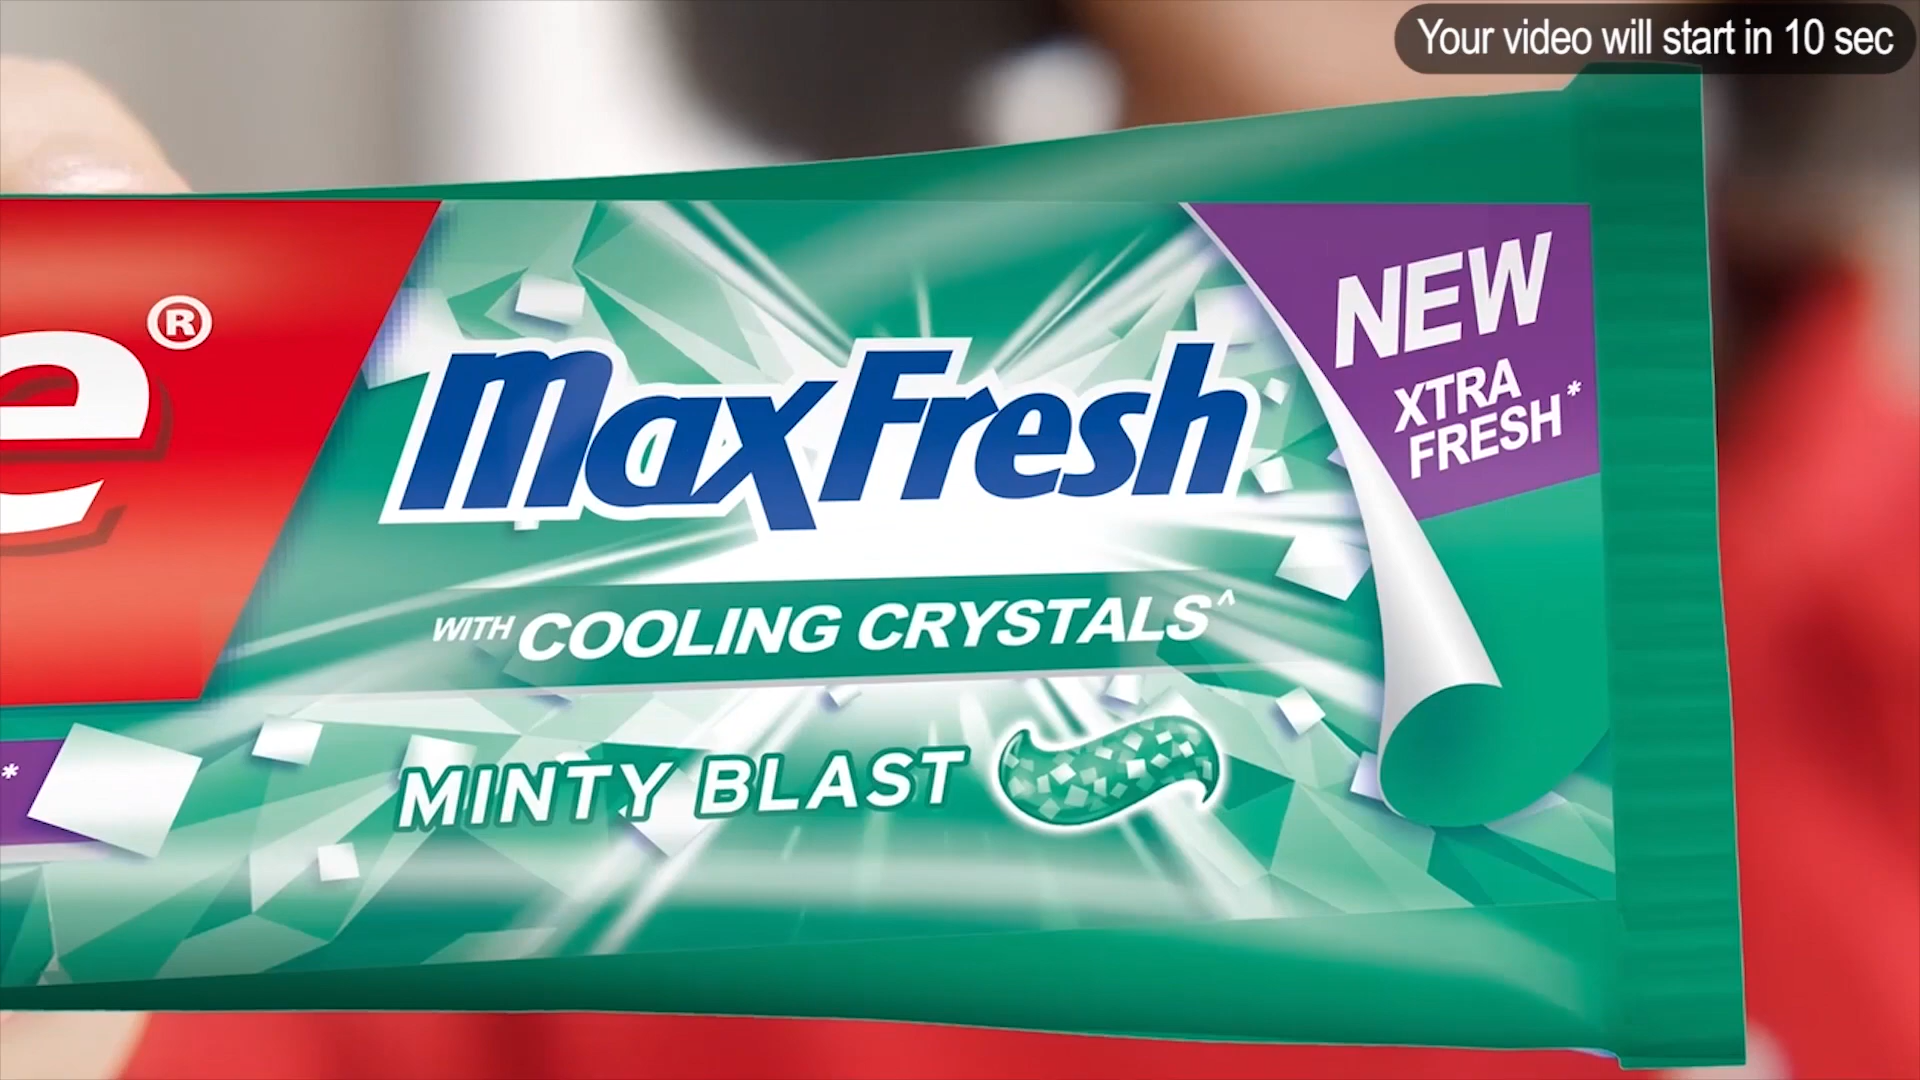 Your video will start in 10 sec
e®
MaxFresh
NEW
XTRA
FRESH*
WITH COOLING CRYSTALS^
*
MINTY BLAST